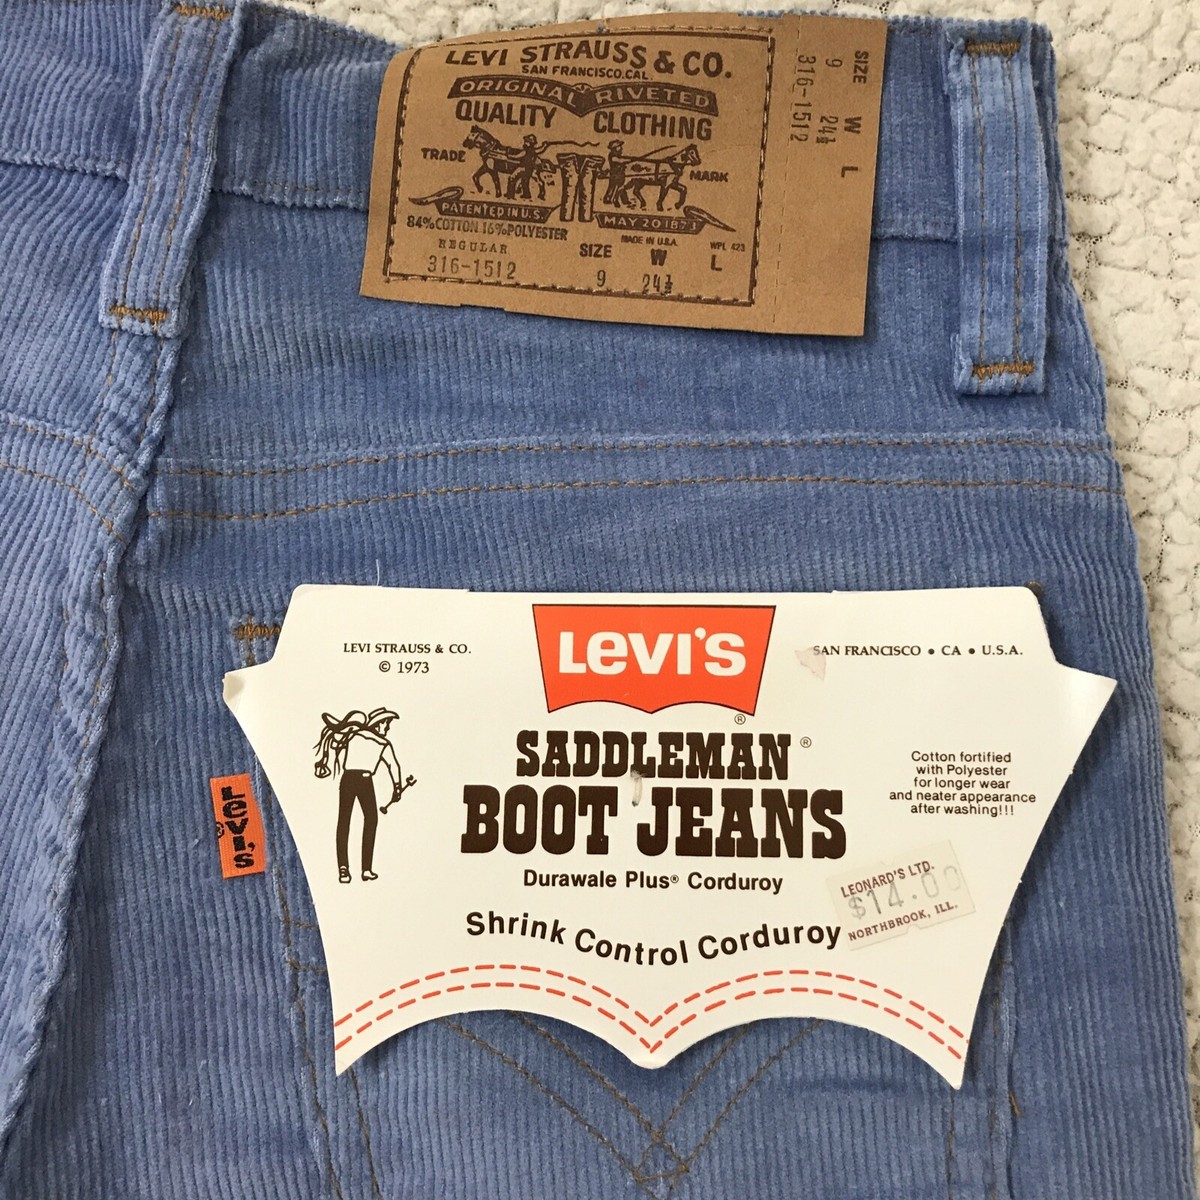 LEVI STRAUSS & CO.
SAN FRANCISCO.CAL.
ORIGINAL RIVETED
QUALITY CLOTHING
TRADE MARK
PATENTED IN U.S. MAY 20 1873
84% COTTON 16% POLYESTER
MADE IN U.S.A. WPL 423
REGULAR SIZE W L
316-1512 9 24½
SIZE W L
9 24½
316-1512
LEVI STRAUSS & CO.
© 1973
LEVI'S
®
SAN FRANCISCO • CA • U.S.A.
SADDLEMAN®
BOOT JEANS
Durawale Plus® Corduroy
Shrink Control Corduroy
Cotton fortified
with Polyester
for longer wear
and neater appearance
after washing!!!
LEONARD'S LTD.
$14.00
NORTHBROOK, ILL.
LEVI'S
®